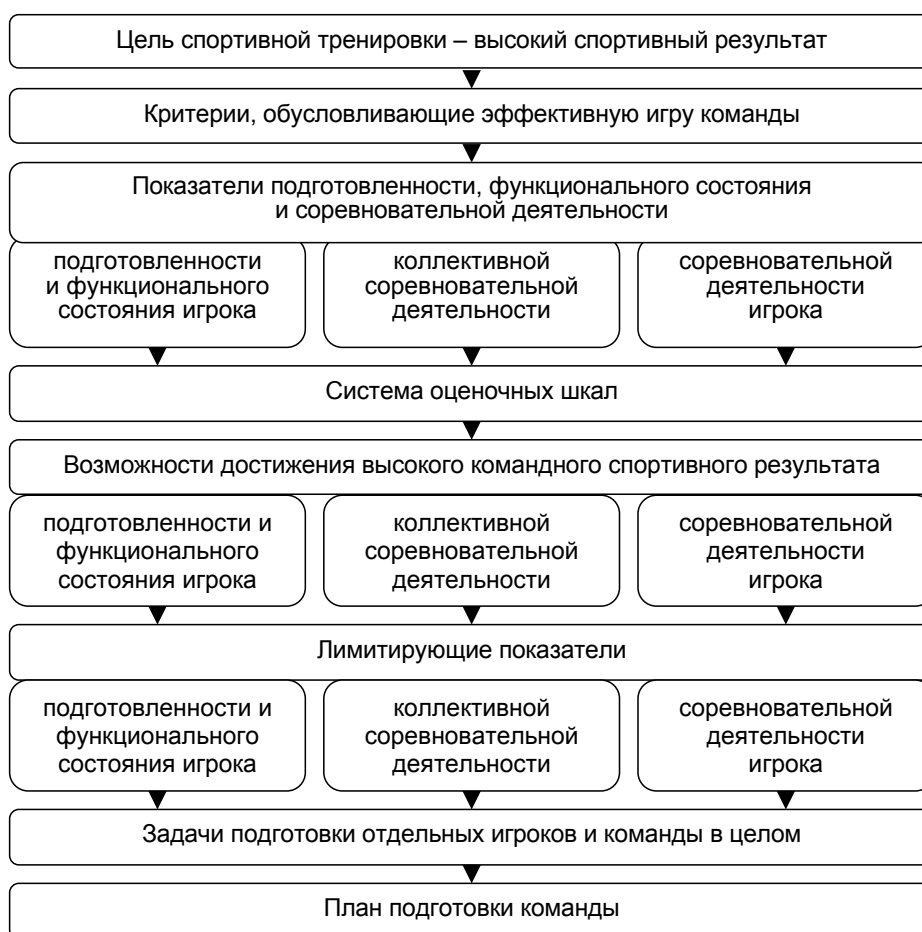 Цель спортивной тренировки – высокий спортивный результат
Критерии, обусловливающие эффективную игру команды
Показатели подготовленности, функционального состояния
и соревновательной деятельности
подготовленности
и функционального
состояния игрока
коллективной
соревновательной
деятельности
соревновательной
деятельности
игрока
Система оценочных шкал
Возможности достижения высокого командного спортивного результата
подготовленности и
функционального
состояния игрока
коллективной
соревновательной
деятельности
соревновательной
деятельности
игрока
Лимитирующие показатели
подготовленности и
функционального
состояния игрока
коллективной
соревновательной
деятельности
соревновательной
деятельности
игрока
Задачи подготовки отдельных игроков и команды в целом
План подготовки команды